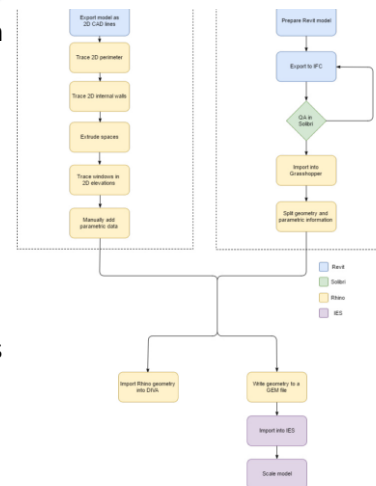 Export model as
2D CAD lines
Trace 2D perimeter
Trace 2D internal walls
Extrude spaces
Trace windows in
2D elevations
Manually add
parametric data
Prepare Revit model
Export to IFC
QA in
Solibri
Import into
Grasshopper
Split geometry and
parametric information
Revit
Solibri
Rhino
IES
Import Rhino geometry
into DIVA
Write geometry to a
GEM file
Import into IES
Scale model